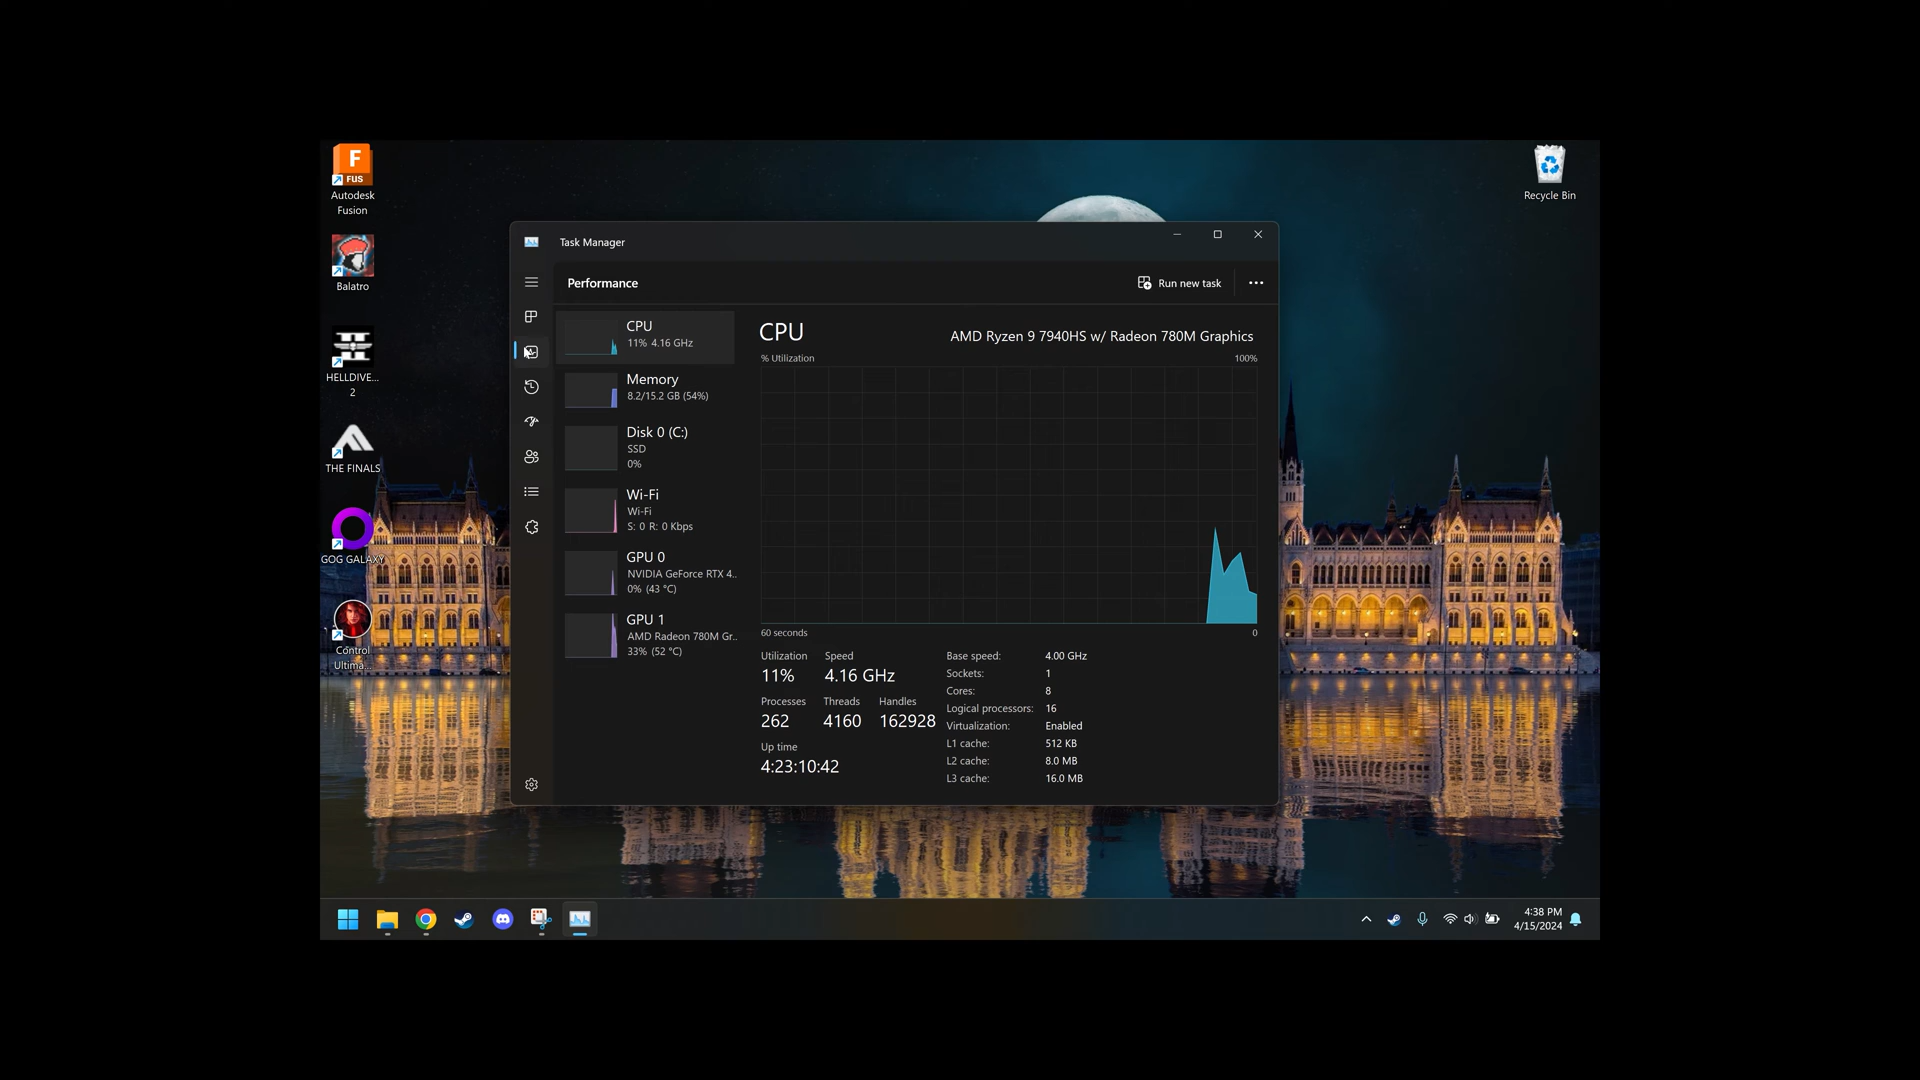 F
FUS
Autodesk
Fusion
Balatro
HELLDIVE...
2
THE FINALS
GOG GALAXY
Control
Ultima...
Recycle Bin
Task Manager
Performance
Run new task
CPU
11% 4.16 GHz
Memory
8.2/15.2 GB (54%)
Disk 0 (C:)
SSD
0%
Wi-Fi
Wi-Fi
S: 0 R: 0 Kbps
GPU 0
NVIDIA GeForce RTX 4..
0% (43 °C)
GPU 1
AMD Radeon 780M Gr..
33% (52 °C)
CPU
AMD Ryzen 9 7940HS w/ Radeon 780M Graphics
% Utilization
100%
60 seconds
0
Utilization
Speed
11%
4.16 GHz
Processes
Threads
Handles
262
4160
162928
Up time
4:23:10:42
Base speed: 4.00 GHz
Sockets: 1
Cores: 8
Logical processors: 16
Virtualization: Enabled
L1 cache: 512 KB
L2 cache: 8.0 MB
L3 cache: 16.0 MB
4:38 PM
4/15/2024